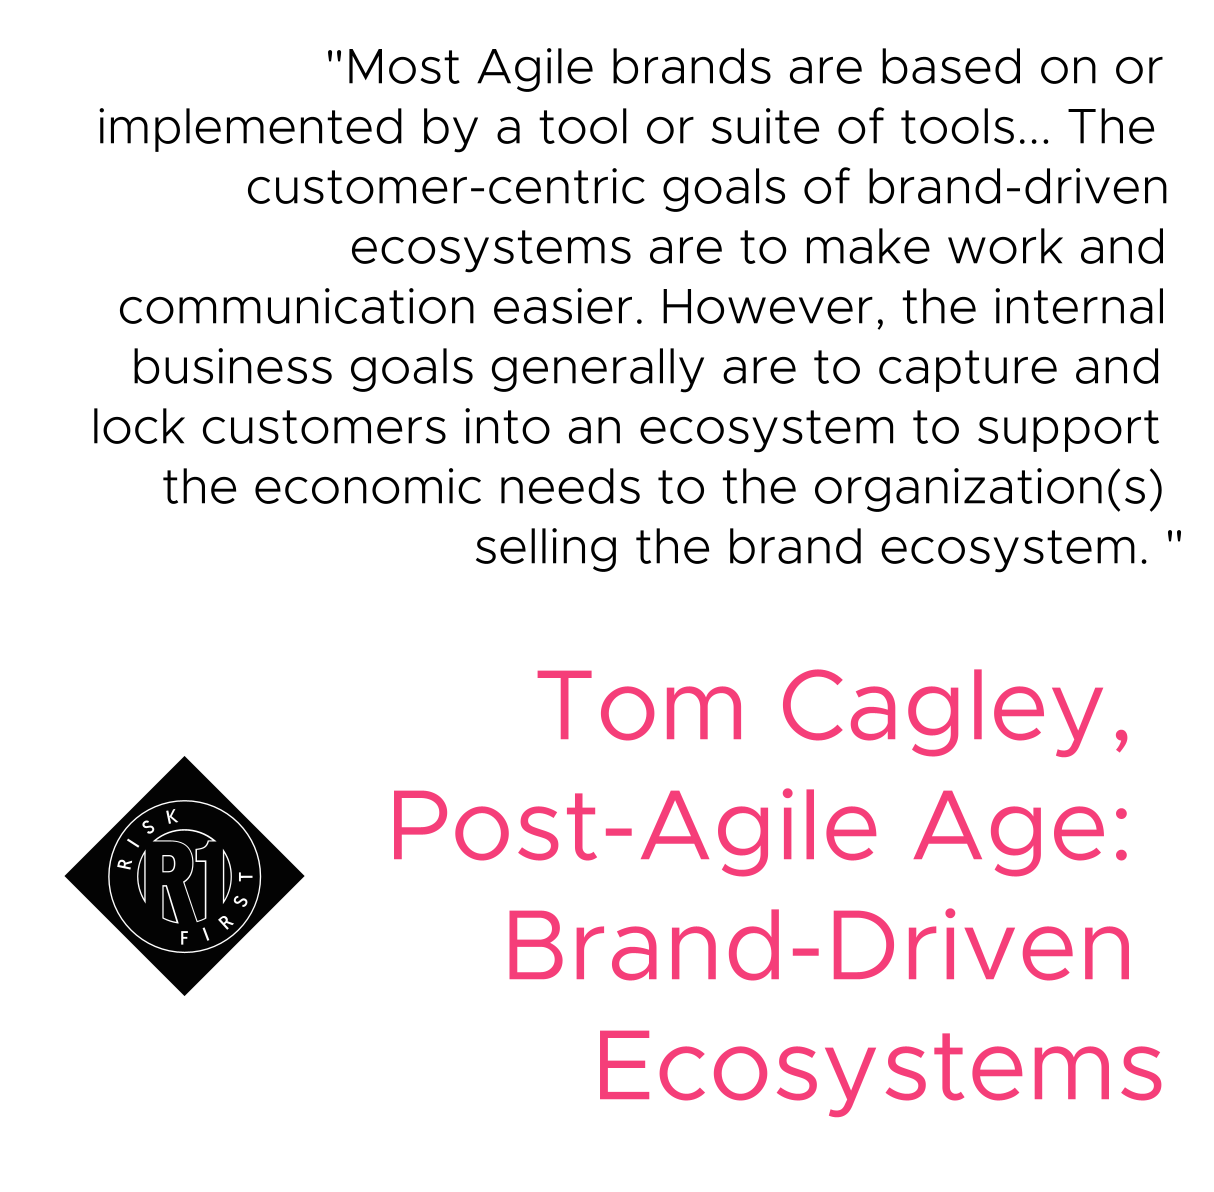 "Most Agile brands are based on or
implemented by a tool or suite of tools... The
customer-centric goals of brand-driven
ecosystems are to make work and
communication easier. However, the internal
business goals generally are to capture and
lock customers into an ecosystem to support
the economic needs to the organization(s)
selling the brand ecosystem. "
Tom Cagley,
Post-Agile Age:
Brand-Driven
Ecosystems
RISK
R1
FIRST